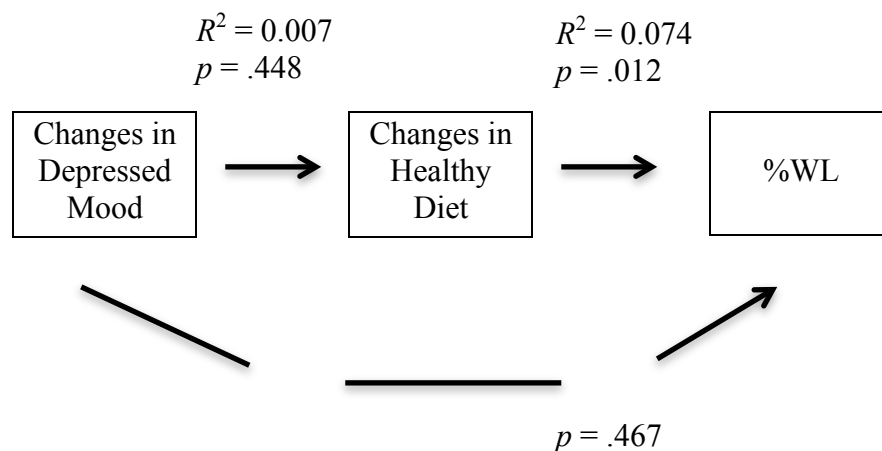 R² = 0.007
p = .448
R² = 0.074
p = .012
Changes in
Depressed
Mood
Changes in
Healthy
Diet
%WL
p = .467